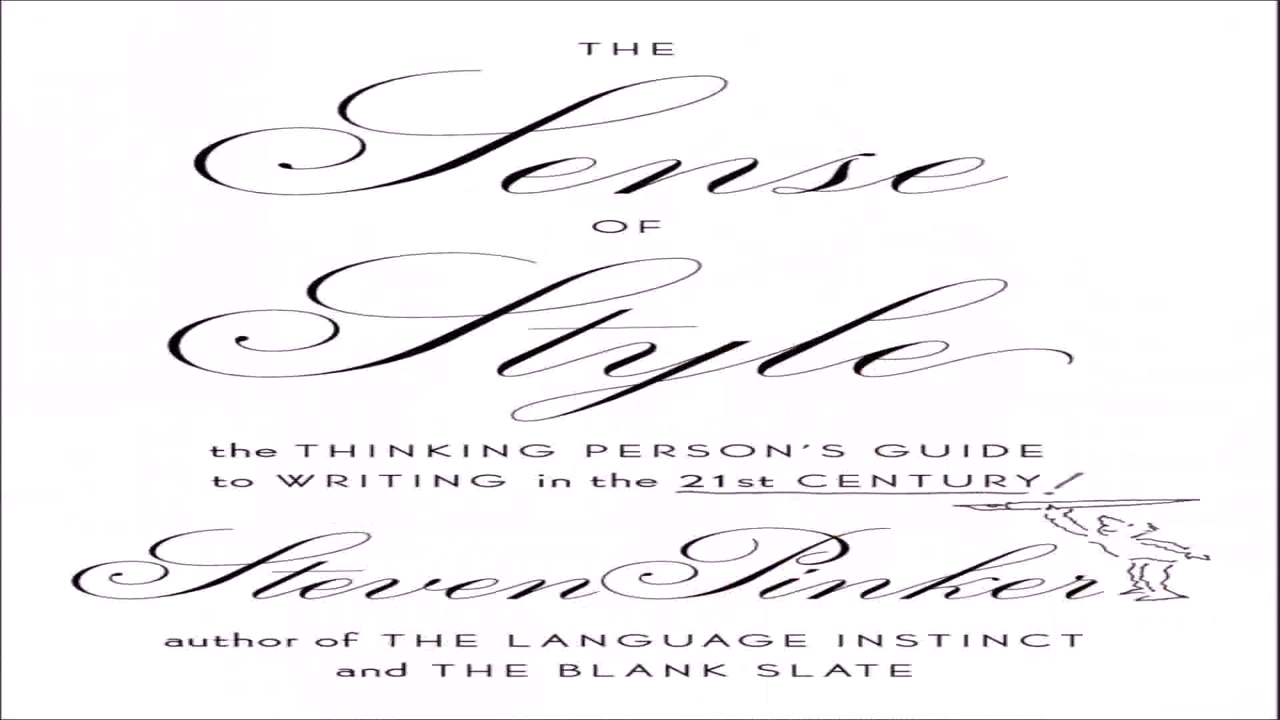 THE
Sense
OF
Style
the THINKING PERSON'S GUIDE
to WRITING in the 21st CENTURY!
Steven Pinker
author of THE LANGUAGE INSTINCT
and THE BLANK SLATE